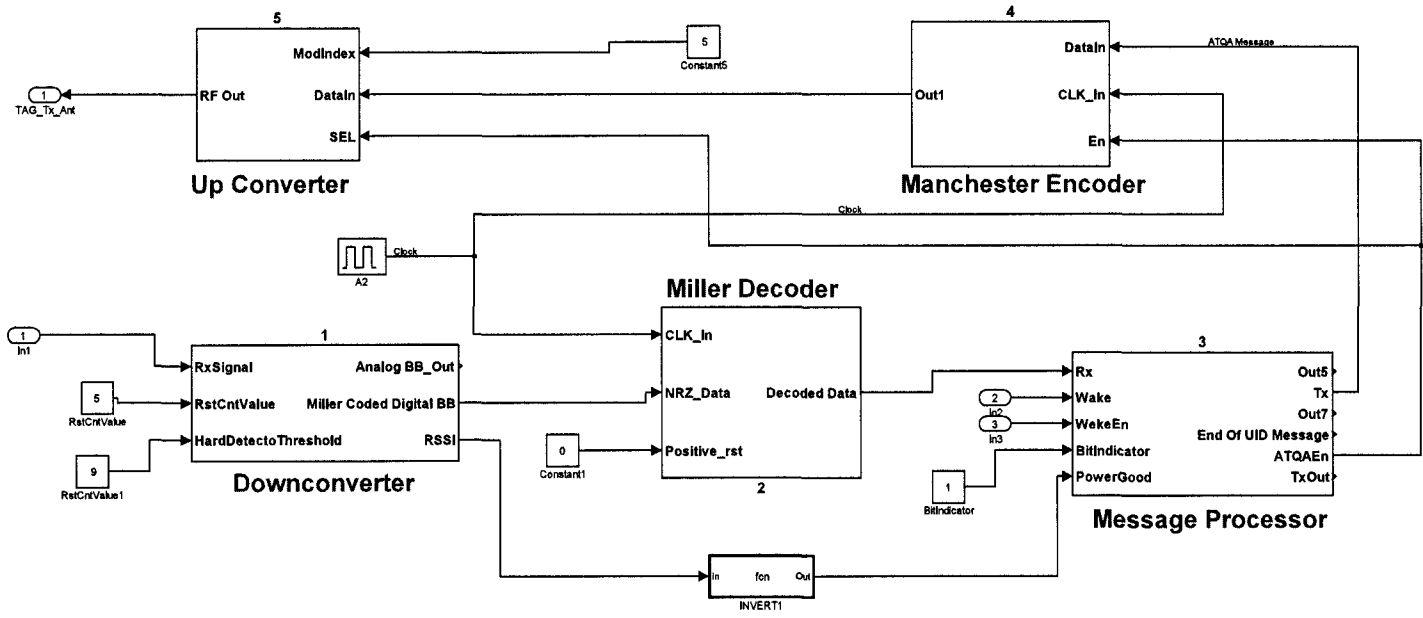 5
ModIndex
RF Out
DataIn
SEL
Up Converter
1
TAG_Tx_Ant
5
Constant5
4
DataIn
Out1
CLK_In
En
Manchester Encoder
ATQA Message
Clock
Clock
A2
Miller Decoder
CLK_In
NRZ_Data
Decoded Data
Positive_rst
2
0
Constant1
1
In1
1
RxSignal
Analog BB_Out
RstCntValue
Miller Coded Digital BB
HardDetectoThreshold
RSSI
Downconverter
5
RstCntValue
9
RstCntValue1
3
Rx
Out5
Wake
Tx
WekeEn
Out7
BitIndicator
End Of UID Message
PowerGood
ATQAEn
TxOut
Message Processor
2
In2
3
In3
1
BitIndicator
In
fcn
Out
INVERT1